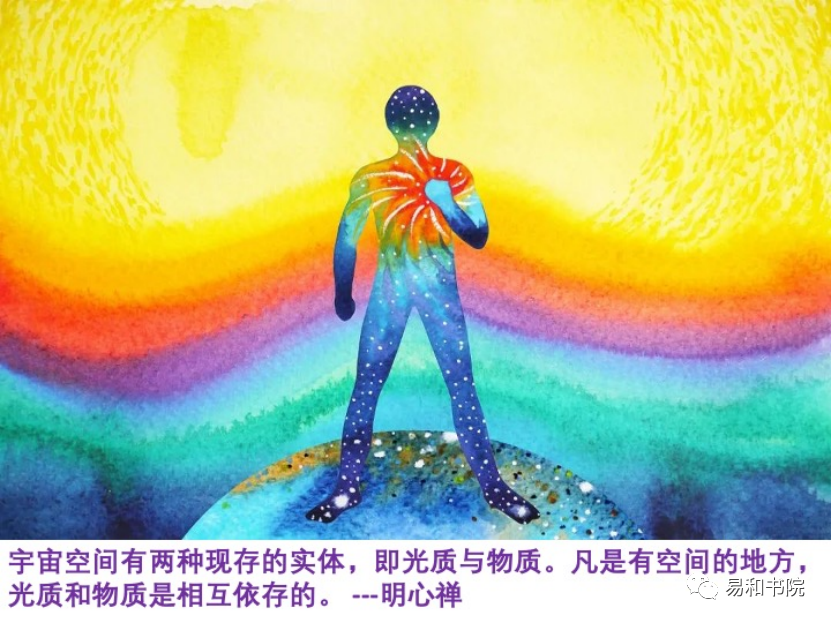 宇宙空间有两种现存的实体，即光质与物质。凡是有空间的地方，
光质和物质是相互依存的。 ---明心禅
易和书院